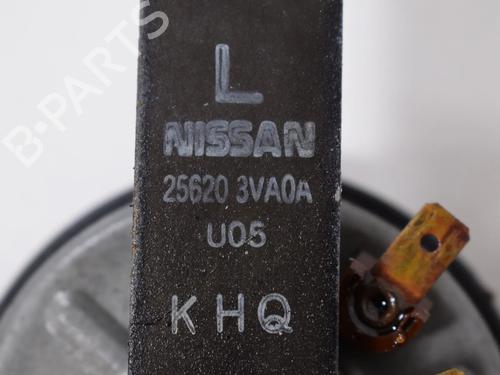 L
NISSAN
25620 3VA0A
U05
KHQ
B-PARTS